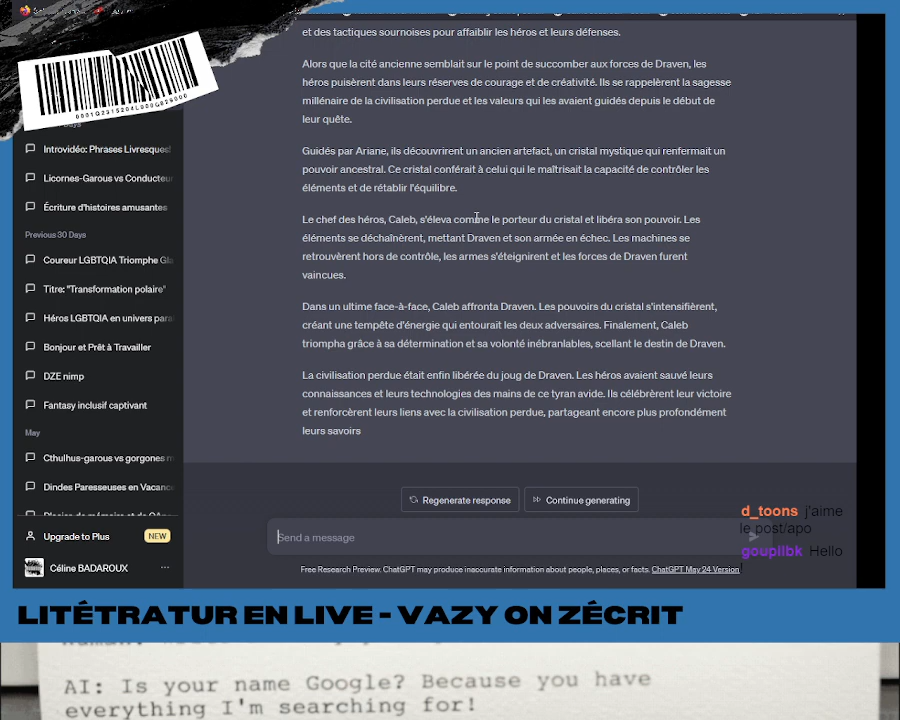 et des tactiques sournoises pour affaiblir les héros et leurs défenses.
Alors que la cité ancienne semblait sur le point de succomber aux forces de Draven, les
héros puisèrent dans leurs réserves de courage et de créativité. Ils se rappelèrent la sagesse
millénaire de la civilisation perdue et les valeurs qui les avaient guidés depuis le début de
leur quête.
Guidés par Ariane, ils découvrirent un ancien artefact, un cristal mystique qui renfermait un
pouvoir ancestral. Ce cristal conférait à celui qui le maîtrisait la capacité de contrôler les
éléments et de rétablir l'équilibre.
Le chef des héros, Caleb, s'éleva comme le porteur du cristal et libéra son pouvoir. Les
éléments se déchaînèrent, mettant Draven et son armée en échec. Les machines se
retrouvèrent hors de contrôle, les armes s'éteignirent et les forces de Draven furent
vaincues.
Dans un ultime face-à-face, Caleb affronta Draven. Les pouvoirs du cristal s'intensifièrent,
créant une tempête d'énergie qui entourait les deux adversaires. Finalement, Caleb
triompha grâce à sa détermination et sa volonté inébranlables, scellant le destin de Draven.
La civilisation perdue était enfin libérée du joug de Draven. Les héros avaient sauvé leurs
connaissances et leurs technologies des mains de ce tyran avide. Ils célébrèrent leur victoire
et renforcèrent leurs liens avec la civilisation perdue, partageant encore plus profondément
leurs savoirs
Days
Introvidéo: Phrases Livresques!
Licornes-Garous vs Conducteur
Écriture d'histoires amusantes
Previous 30 Days
Coureur LGBTQIA Triomphe Gla
Titre: "Transformation polaire"
Héros LGBTQIA en univers para
Bonjour et Prêt à Travailler
DZE nimp
Fantasy inclusif captivant
May
Cthulhus-garous vs gorgones m
Dindes Paresseuses en Vacanc
Upgrade to Plus NEW
Céline BADAROUX ...
Regenerate response
Continue generating
Send a message
Free Research Preview. ChatGPT may produce inaccurate information about people, places, or facts. ChatGPT May 24 Version
d_toons j'aime
le post/apo
goupilbk Hello
!
LITÉTRATUR EN LIVE - VAZY ON ZÉCRIT
AI: Is your name Google? Because you have
everything I'm searching for!